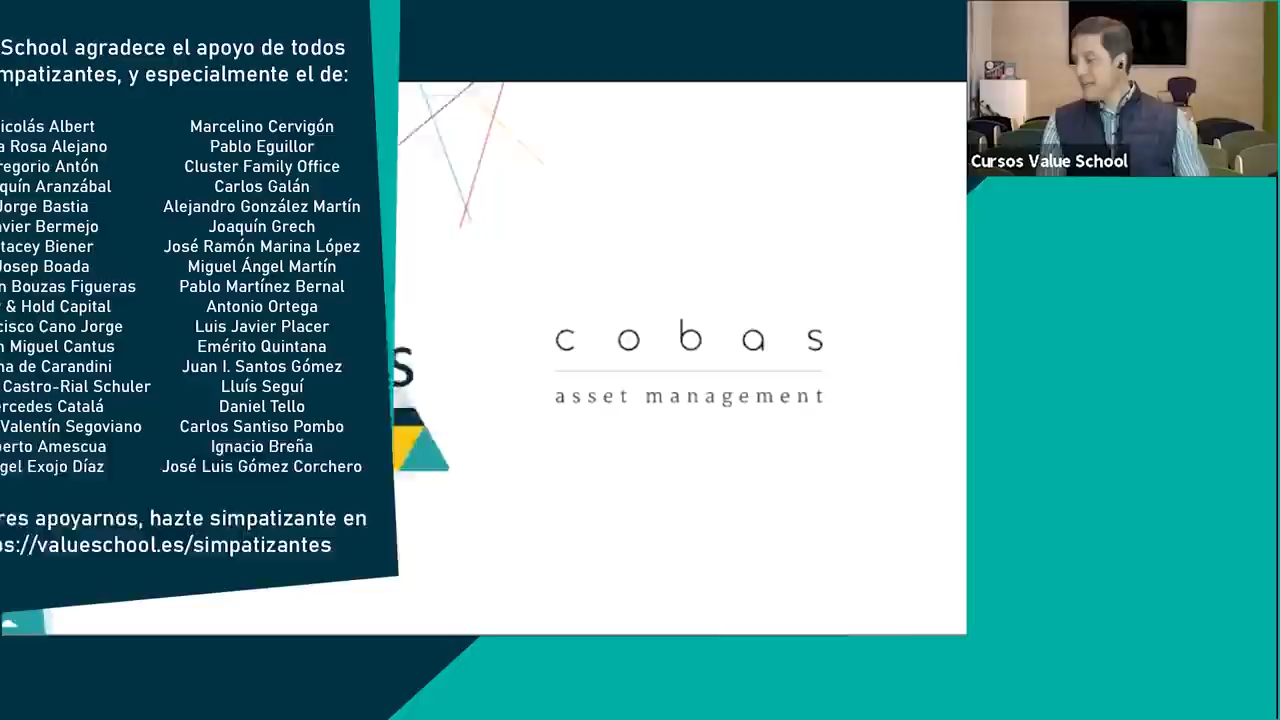 School agradece el apoyo de todos
mpatizantes, y especialmente el de:
icolás Albert
a Rosa Alejano
regorio Antón
quín Aranzábal
Jorge Bastia
avier Bermejo
tacey Biener
Josep Boada
n Bouzas Figueras
& Hold Capital
cisco Cano Jorge
n Miguel Cantus
na de Carandini
Castro-Rial Schuler
ercedes Catalá
Valentín Segoviano
berto Amescua
gel Exojo Díaz
Marcelino Cervigón
Pablo Eguillor
Cluster Family Office
Carlos Galán
Alejandro González Martín
Joaquín Grech
José Ramón Marina López
Miguel Ángel Martín
Pablo Martínez Bernal
Antonio Ortega
Luis Javier Placer
Emérito Quintana
Juan I. Santos Gómez
Lluís Seguí
Daniel Tello
Carlos Santiso Pombo
Ignacio Breña
José Luis Gómez Corchero
res apoyarnos, hazte simpatizante en
ps://valueschool.es/simpatizantes
s
cobas
asset management
Cursos Value School